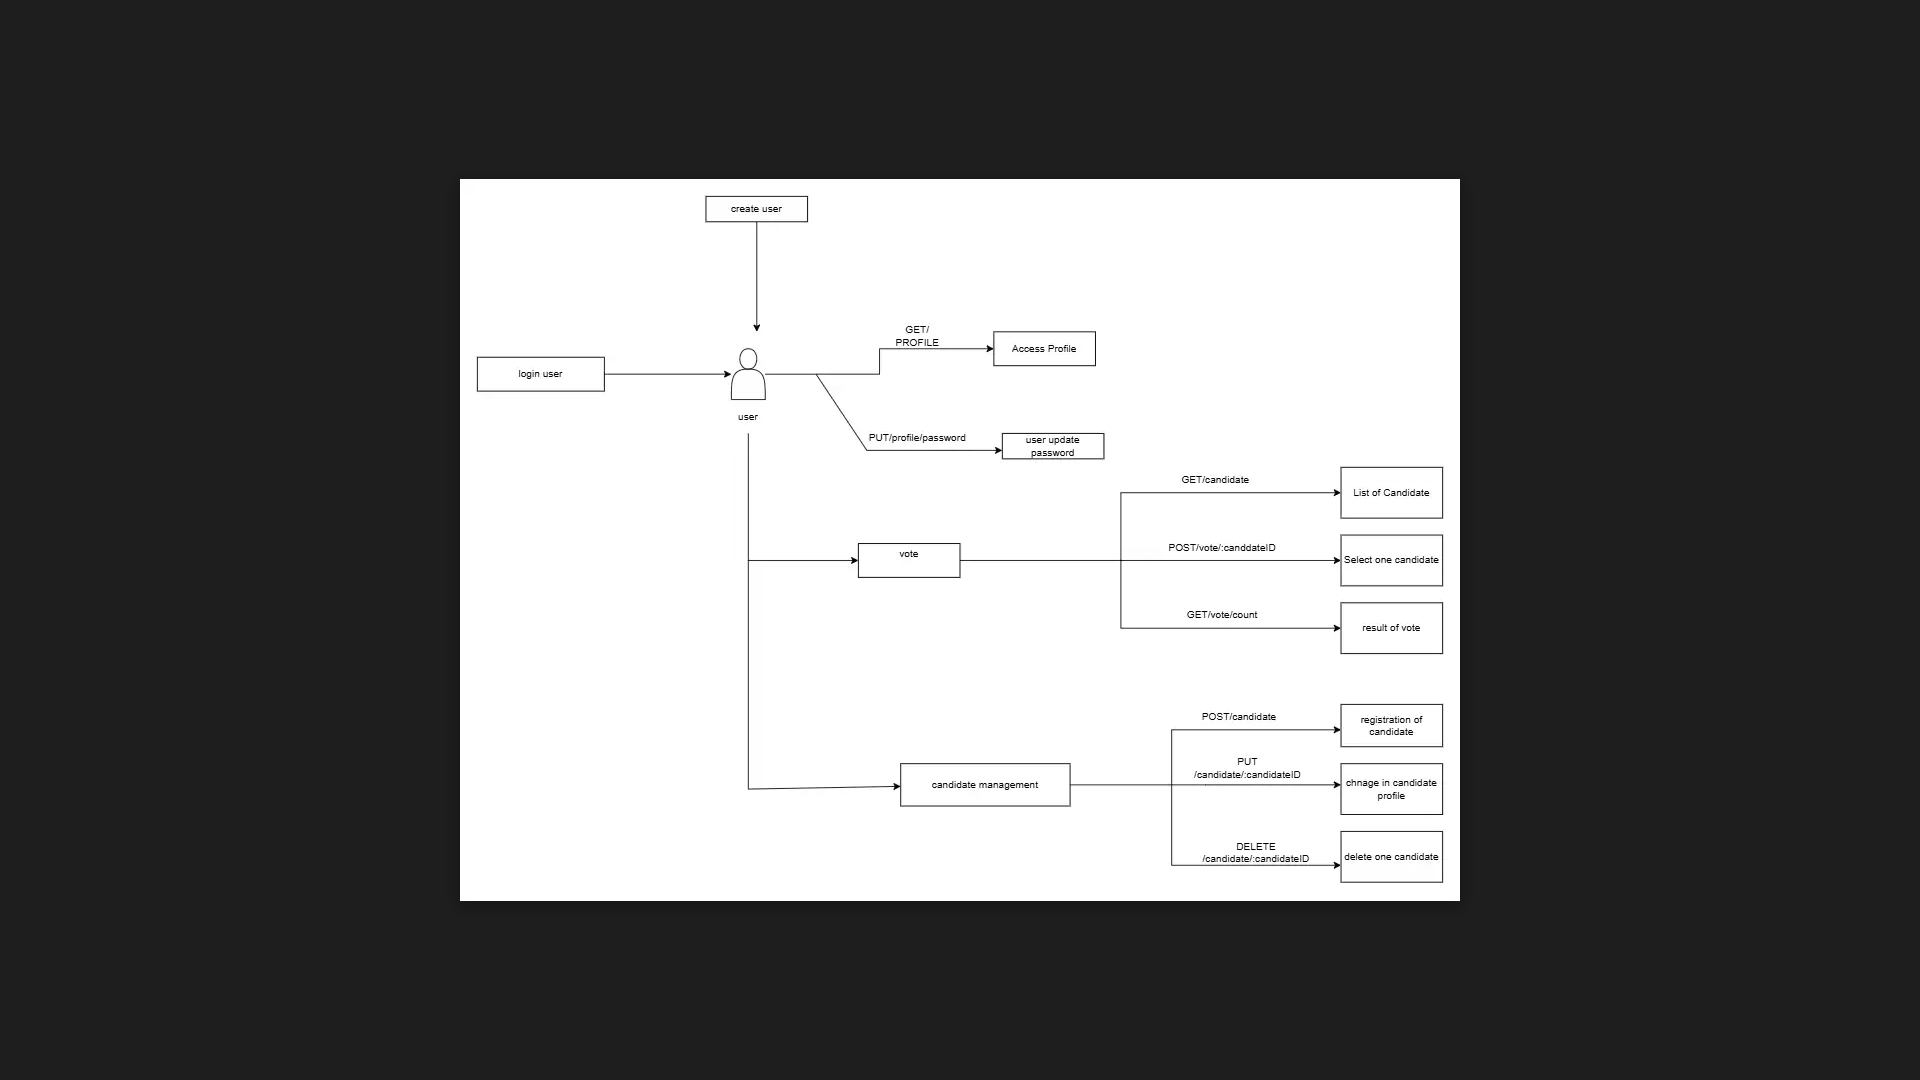 create user
login user
user
GET/
PROFILE
Access Profile
PUT/profile/password
user update
password
vote
GET/candidate
List of Candidate
POST/vote/:canddateID
Select one candidate
GET/vote/count
result of vote
candidate management
POST/candidate
registration of
candidate
PUT
/candidate/:candidateID
chnage in candidate
profile
DELETE
/candidate/:candidateID
delete one candidate